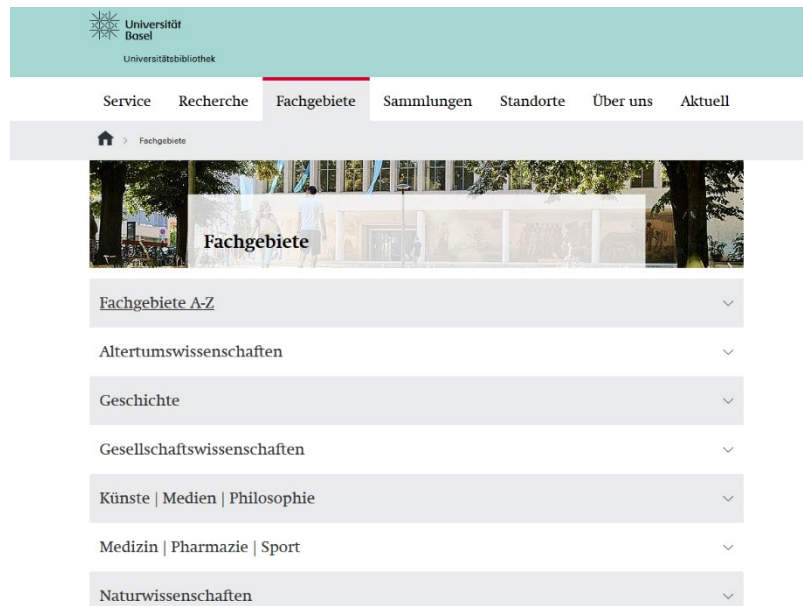 Universität
Basel
Universitätsbibliothek
Service Recherche Fachgebiete Sammlungen Standorte Über uns Aktuell
> Fachgebiete
Fachgebiete
Fachgebiete A-Z
Altertumswissenschaften
Geschichte
Gesellschaftswissenschaften
Künste | Medien | Philosophie
Medizin | Pharmazie | Sport
Naturwissenschaften